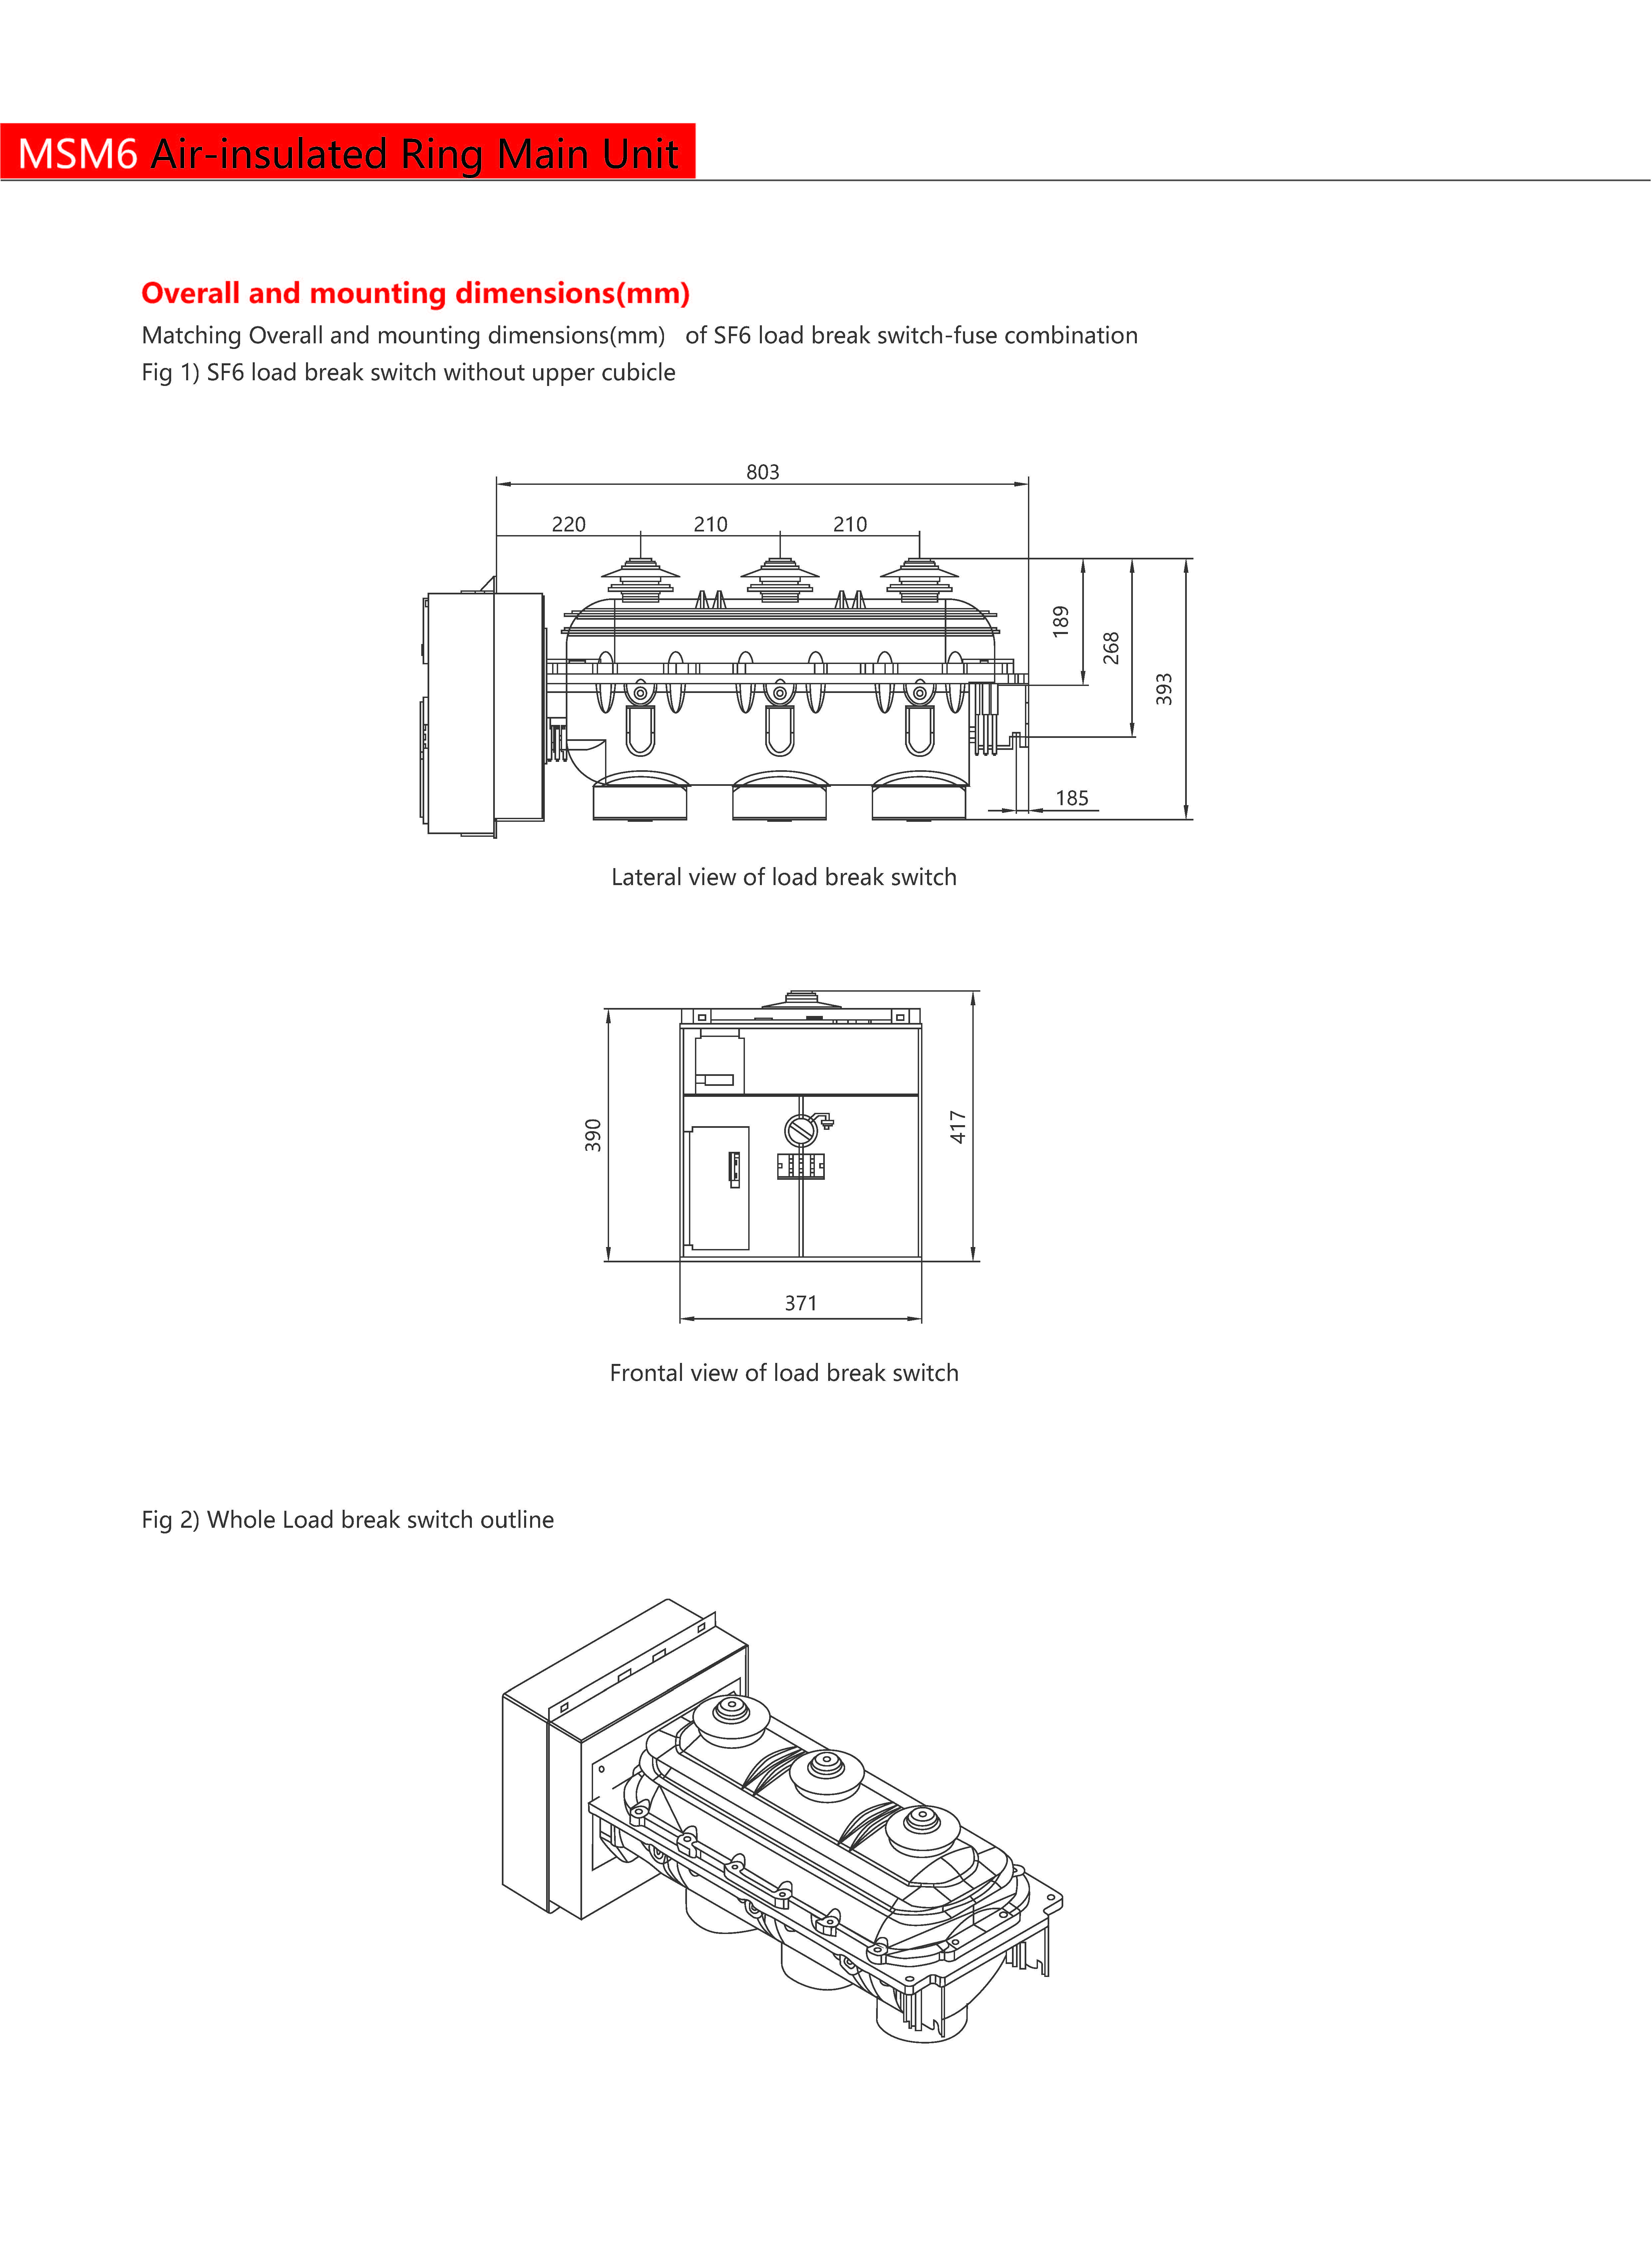 MSM6 Air-insulated Ring Main Unit
Overall and mounting dimensions(mm)
Matching Overall and mounting dimensions(mm) of SF6 load break switch-fuse combination
Fig 1) SF6 load break switch without upper cubicle
803
220 210 210
189
268
393
185
Lateral view of load break switch
390
417
371
Frontal view of load break switch
Fig 2) Whole Load break switch outline